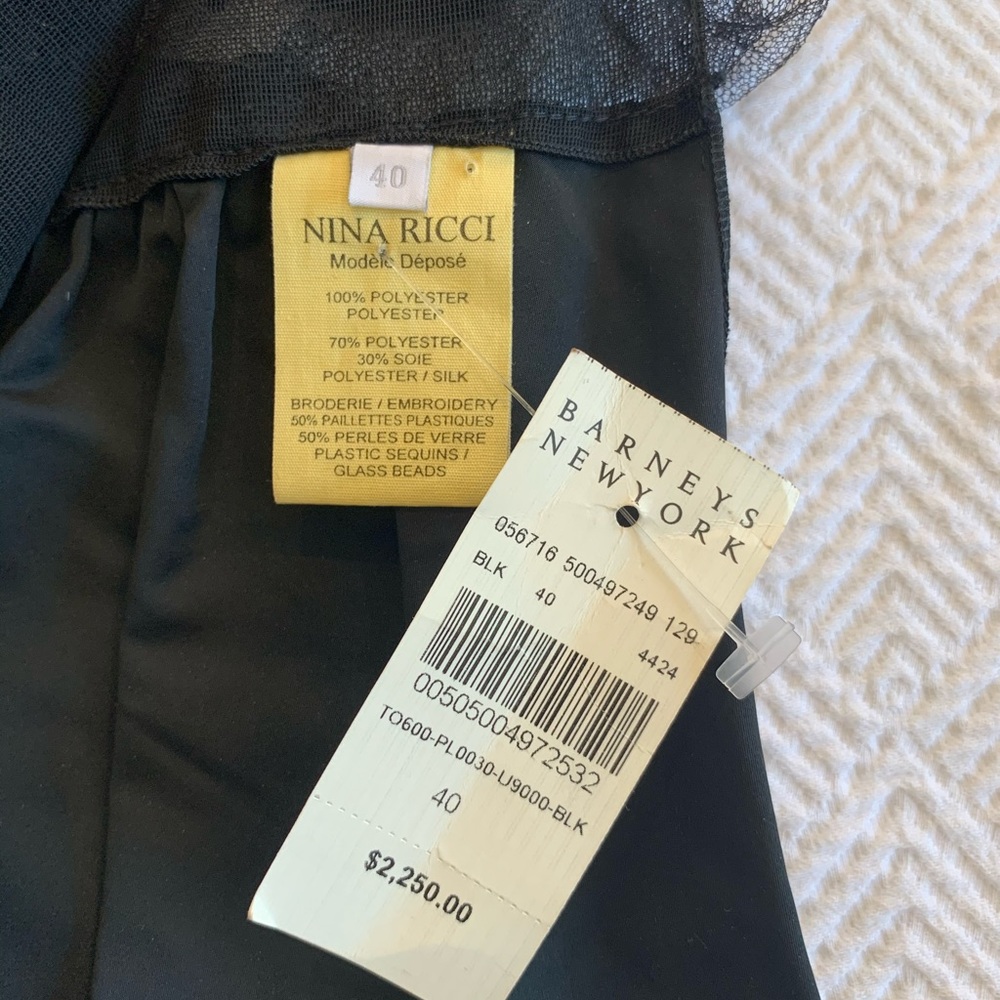 40
NINA RICCI
Modèle Déposé
100% POLYESTER
POLYESTER
70% POLYESTER
30% SOIE
POLYESTER / SILK
BRODERIE / EMBROIDERY
50% PAILLETTES PLASTIQUES
50% PERLES DE VERRE
PLASTIC SEQUINS /
GLASS BEADS
BARNEYS
NEWYORK
056716 500497249 129
BLK 40 4424
00505004972532
TO600-PL0030-U9000-BLK
40
$2,250.00